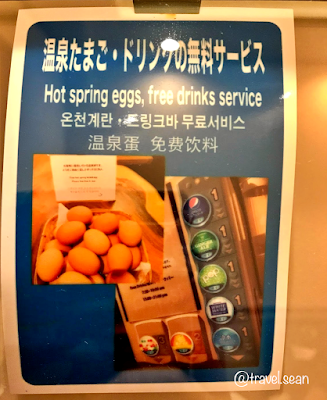 温泉たまご・ドリンクの無料サービス
Hot spring eggs, free drinks service
온천계란・드링크바 무료서비스
温泉蛋 免费饮料
@travel.sean